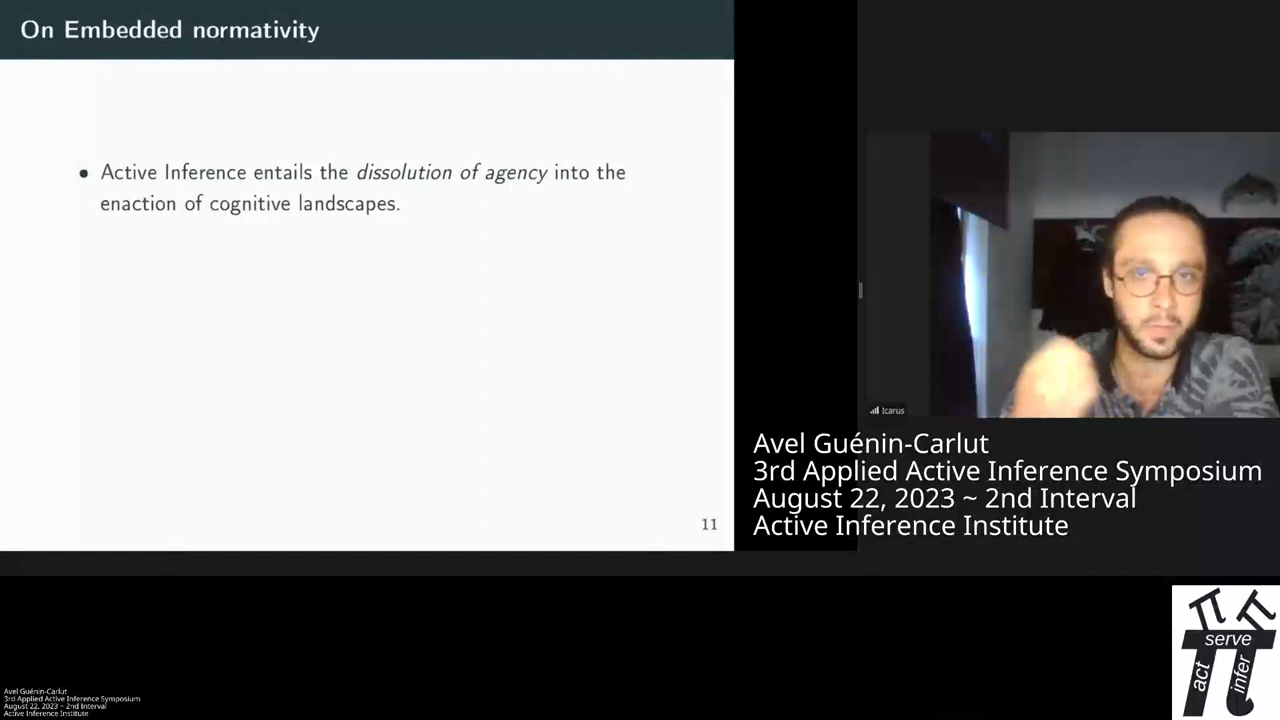 On Embedded normativity
• Active Inference entails the dissolution of agency into the
enaction of cognitive landscapes.
11
Icarus
Avel Guénin-Carlut
3rd Applied Active Inference Symposium
August 22, 2023 ~ 2nd Interval
Active Inference Institute
π π
serve
π
act
infer
Avel Guénin-Carlut
3rd Applied Active Inference Symposium
August 22, 2023 ~ 2nd Interval
Active Inference Institute